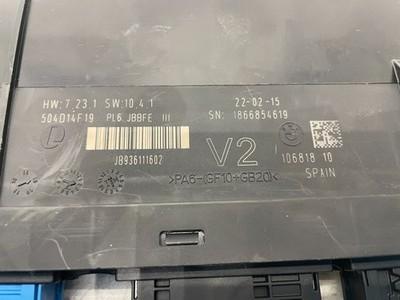 HW:7.23.1 SW:10.4.1
22-02-15
504D14F19 PL6 JBBFE III
SN: 1866854619
JB936111602
V2
106818 10
SPAIN
>PA6-(GF10+GB20)<